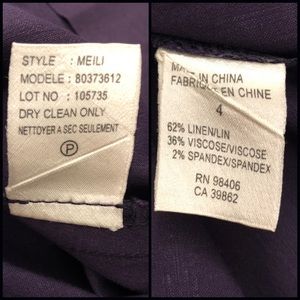 STYLE : MEILI
MODELE : 80373612
LOT NO : 105735
DRY CLEAN ONLY
NETTOYER A SEC SEULEMENT
P
MADE IN CHINA
FABRIQUE EN CHINE
4
62% LINEN/LIN
36% VISCOSE/VISCOSE
2% SPANDEX/SPANDEX
RN 98406
CA 39862